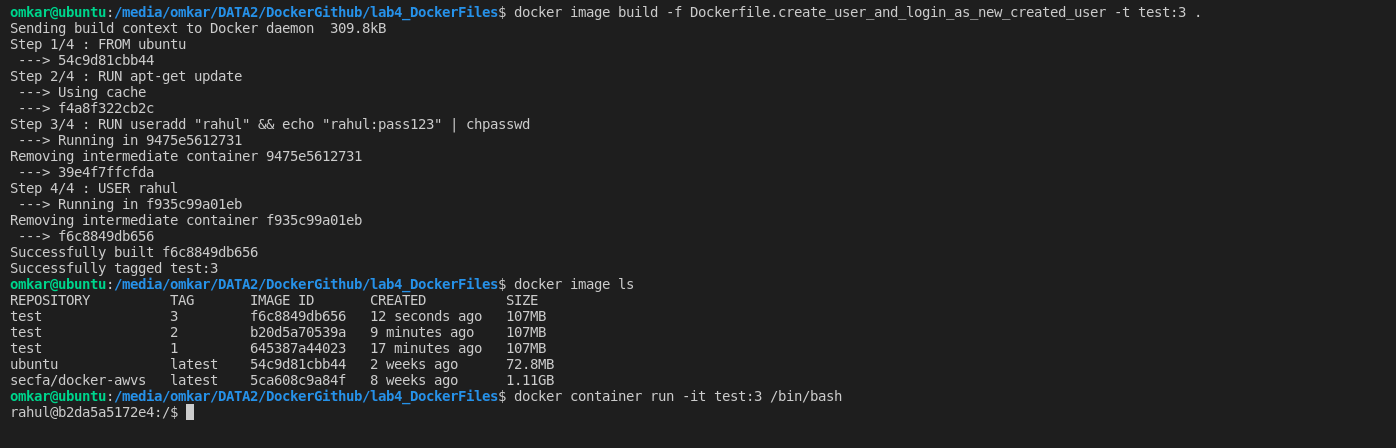 omkar@ubuntu:/media/omkar/DATA2/DockerGithub/lab4_DockerFiles$ docker image build -f Dockerfile.create_user_and_login_as_new_created_user -t test:3 .
Sending build context to Docker daemon  309.8kB
Step 1/4 : FROM ubuntu
 ---> 54c9d81cbb44
Step 2/4 : RUN apt-get update
 ---> Using cache
 ---> f4a8f322cb2c
Step 3/4 : RUN useradd "rahul" && echo "rahul:pass123" | chpasswd
 ---> Running in 9475e5612731
Removing intermediate container 9475e5612731
 ---> 39e4f7ffcfda
Step 4/4 : USER rahul
 ---> Running in f935c99a01eb
Removing intermediate container f935c99a01eb
 ---> f6c8849db656
Successfully built f6c8849db656
Successfully tagged test:3
omkar@ubuntu:/media/omkar/DATA2/DockerGithub/lab4_DockerFiles$ docker image ls
REPOSITORY          TAG       IMAGE ID       CREATED          SIZE
test                3         f6c8849db656   12 seconds ago   107MB
test                2         b20d5a70539a   9 minutes ago    107MB
test                1         645387a44023   17 minutes ago   107MB
ubuntu              latest    54c9d81cbb44   2 weeks ago      72.8MB
secfa/docker-awvs   latest    5ca608c9a84f   8 weeks ago      1.11GB
omkar@ubuntu:/media/omkar/DATA2/DockerGithub/lab4_DockerFiles$ docker container run -it test:3 /bin/bash
rahul@b2da5a5172e4:/$